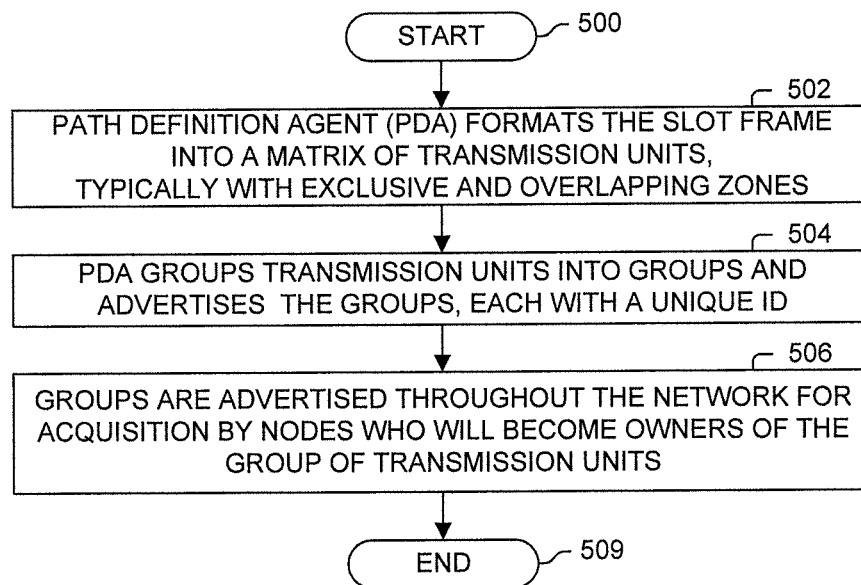 START
500
502
PATH DEFINITION AGENT (PDA) FORMATS THE SLOT FRAME
INTO A MATRIX OF TRANSMISSION UNITS,
TYPICALLY WITH EXCLUSIVE AND OVERLAPPING ZONES
504
PDA GROUPS TRANSMISSION UNITS INTO GROUPS AND
ADVERTISES THE GROUPS, EACH WITH A UNIQUE ID
506
GROUPS ARE ADVERTISED THROUGHOUT THE NETWORK FOR
ACQUISITION BY NODES WHO WILL BECOME OWNERS OF THE
GROUP OF TRANSMISSION UNITS
END
509